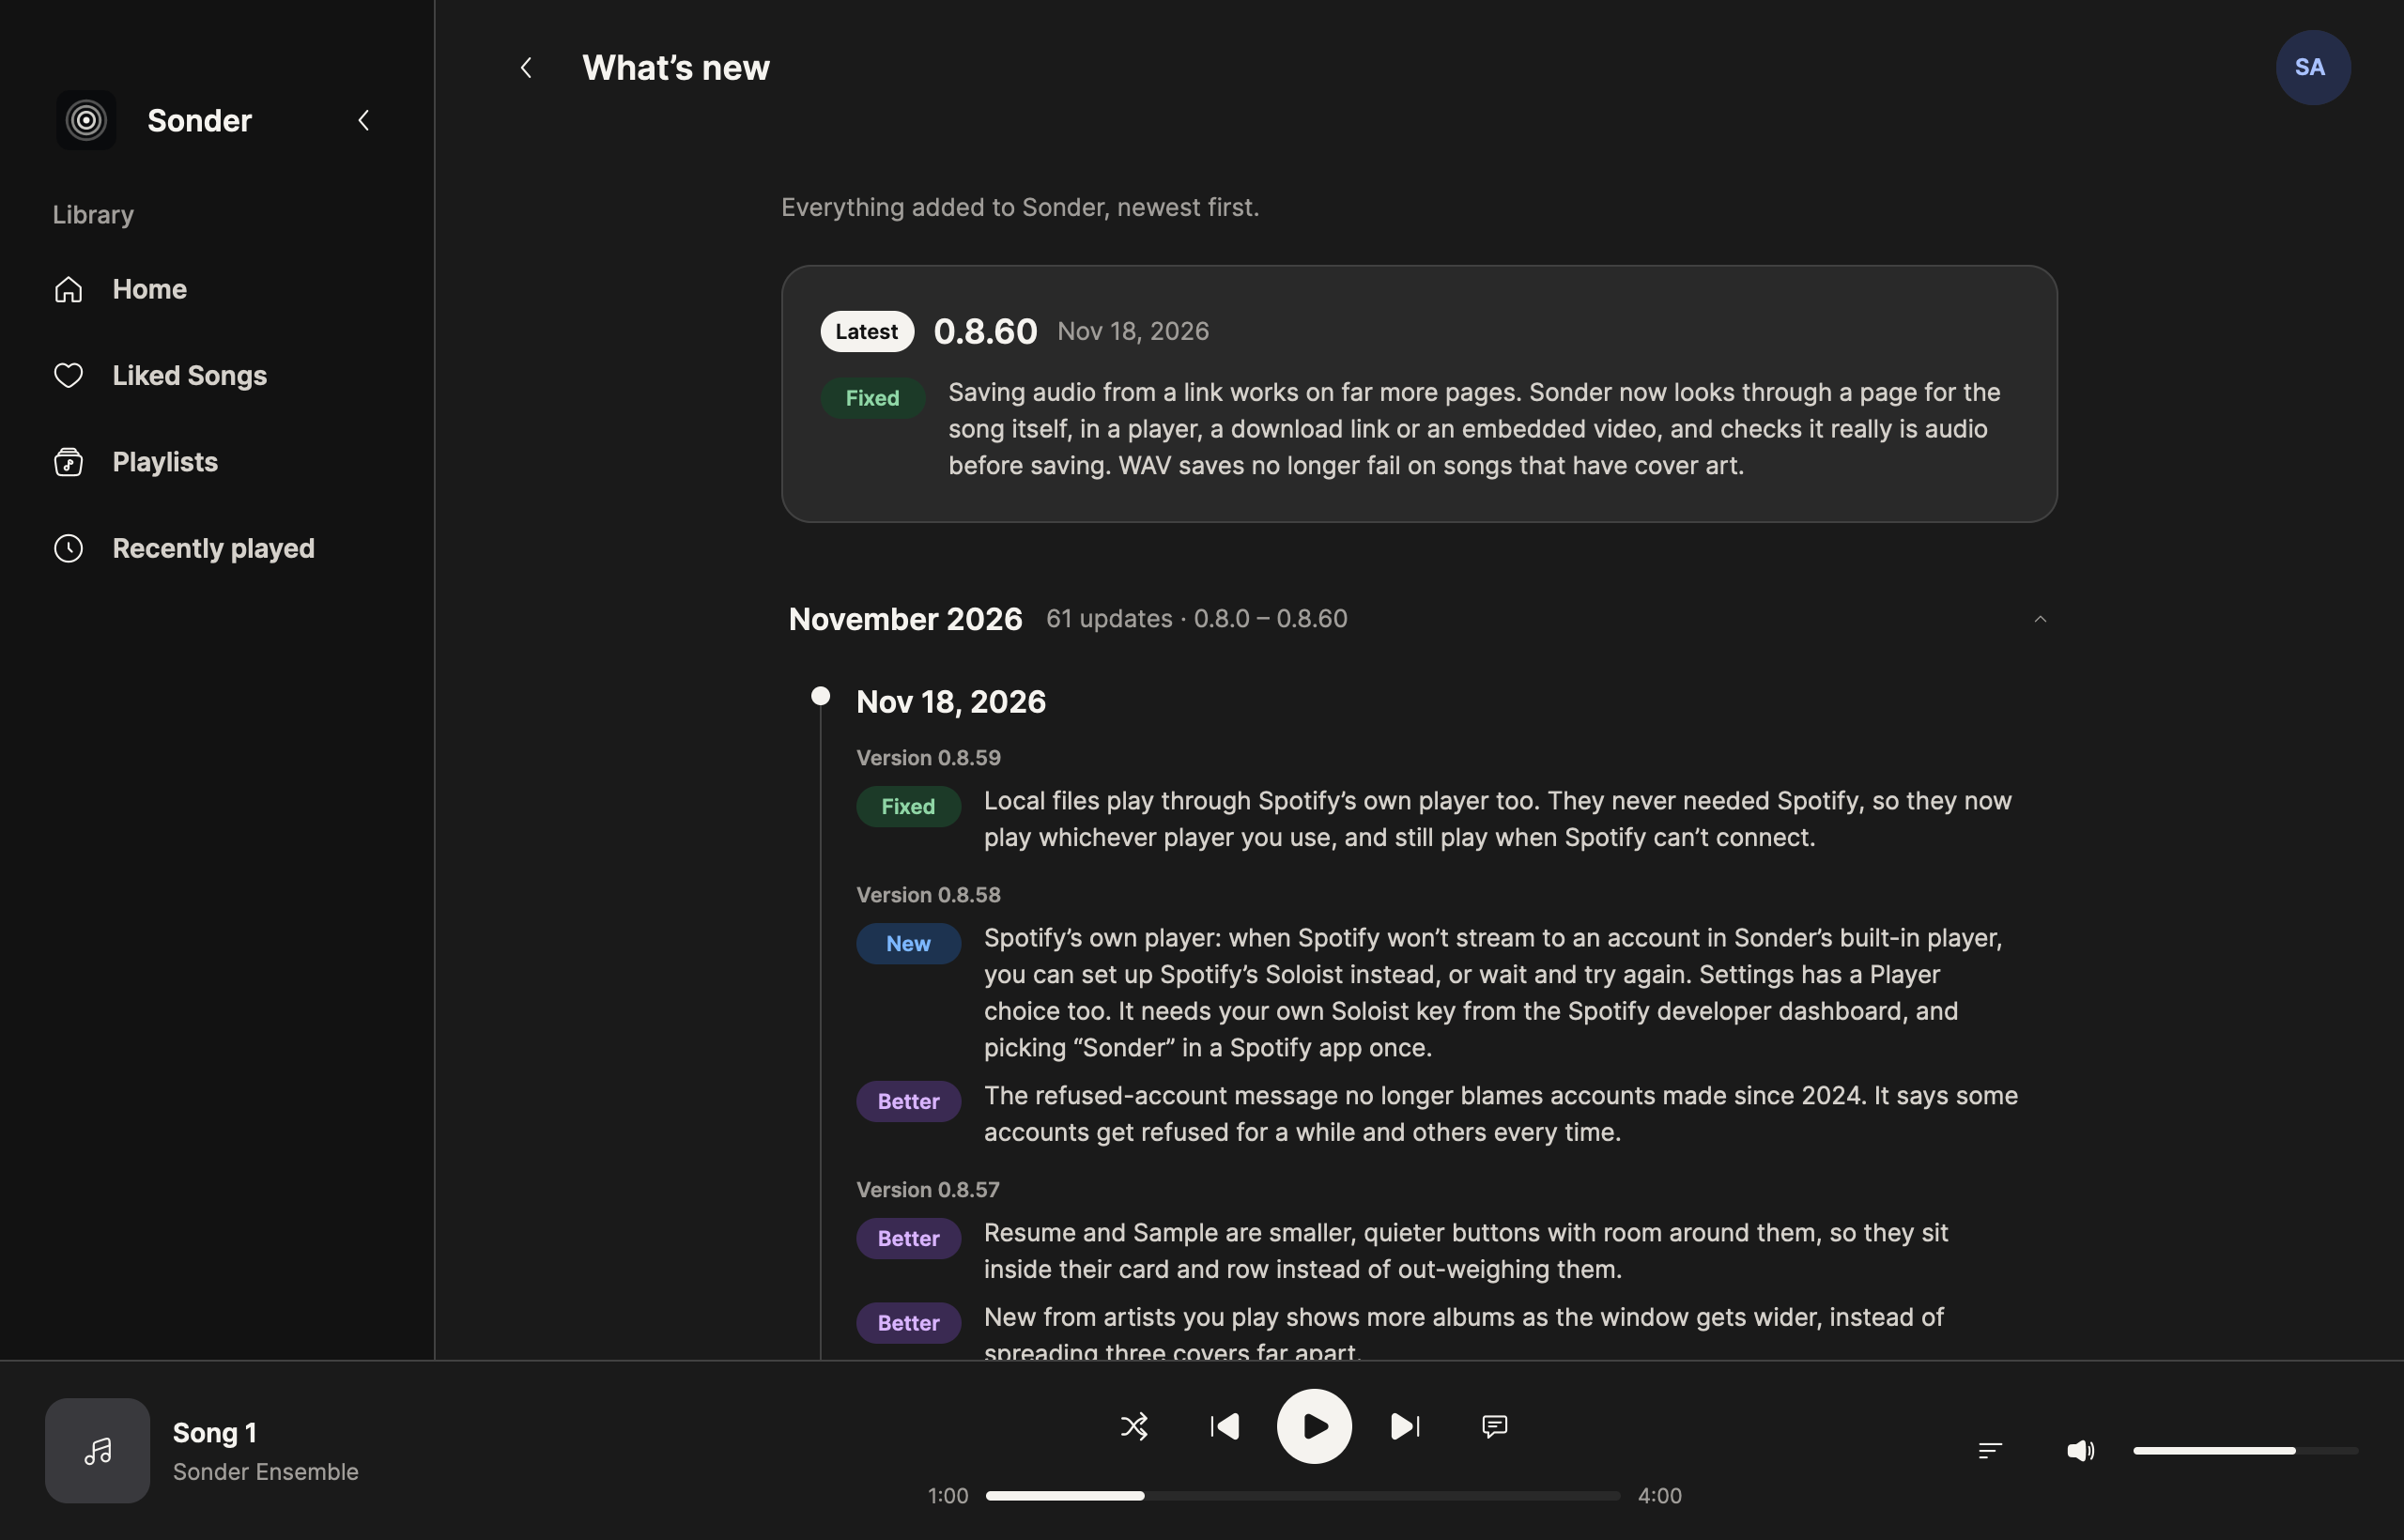 Sonder
Library
Home
Liked Songs
Playlists
Recently played
What’s new
SA
Everything added to Sonder, newest first.
Latest 0.8.60 Nov 18, 2026
Fixed
Saving audio from a link works on far more pages. Sonder now looks through a page for the
song itself, in a player, a download link or an embedded video, and checks it really is audio
before saving. WAV saves no longer fail on songs that have cover art.
November 2026 61 updates · 0.8.0 – 0.8.60
Nov 18, 2026
Version 0.8.59
Fixed
Local files play through Spotify’s own player too. They never needed Spotify, so they now
play whichever player you use, and still play when Spotify can’t connect.
Version 0.8.58
New
Spotify’s own player: when Spotify won’t stream to an account in Sonder’s built-in player,
you can set up Spotify’s Soloist instead, or wait and try again. Settings has a Player
choice too. It needs your own Soloist key from the Spotify developer dashboard, and
picking “Sonder” in a Spotify app once.
Better
The refused-account message no longer blames accounts made since 2024. It says some
accounts get refused for a while and others every time.
Version 0.8.57
Better
Resume and Sample are smaller, quieter buttons with room around them, so they sit
inside their card and row instead of out-weighing them.
Better
New from artists you play shows more albums as the window gets wider, instead of
spreading three covers far apart.
Song 1
Sonder Ensemble
1:00
4:00